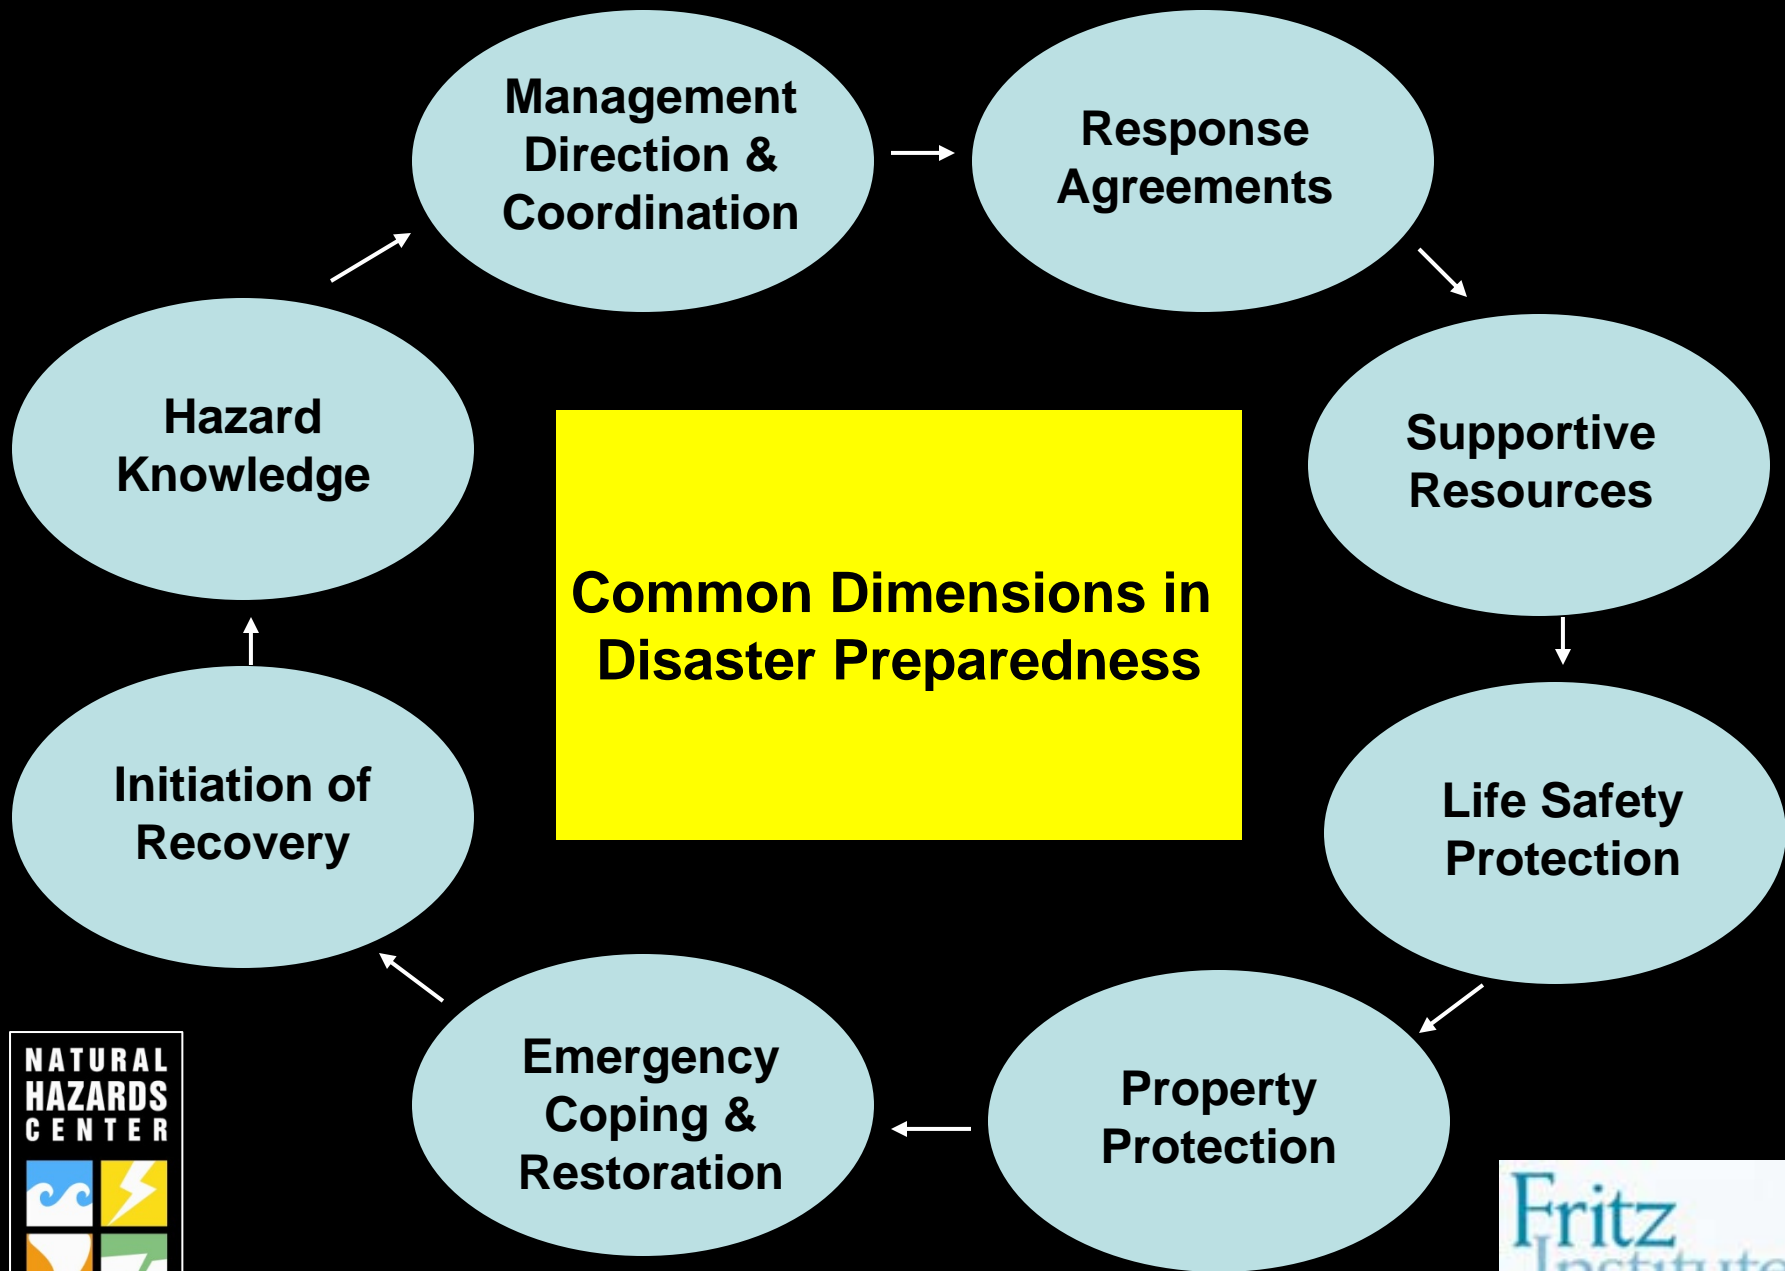 Management
Direction &
Coordination
Response
Agreements
Supportive
Resources
Life Safety
Protection
Property
Protection
Emergency
Coping &
Restoration
Initiation of
Recovery
Hazard
Knowledge
Common Dimensions in
Disaster Preparedness
NATURAL
HAZARDS
CENTER
Fritz
Institute